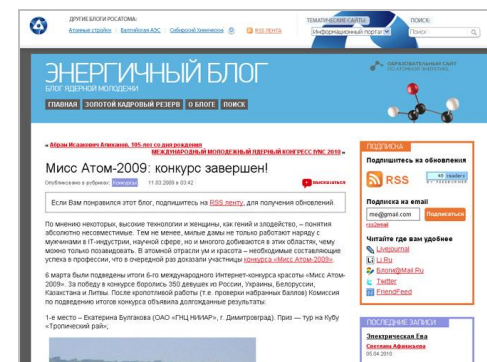 ДРУГИЕ БЛОГИ РОСАТОМА:
Атомные стройки | Балтийская АЭС Сибирский Химический RSS ЛЕНТА
ТЕМАТИЧЕСКИЕ САЙТЫ:
Информационный портал
ПОИСК:
Поиск
ЭНЕРГИЧНЫЙ БЛОГ
БЛОГ ЯДЕРНОЙ МОЛОДЕЖИ
ОБРАЗОВАТЕЛЬНЫЙ САЙТ
ПО АТОМНОЙ ЭНЕРГЕТИКЕ
ГЛАВНАЯ ЗОЛОТОЙ КАДРОВЫЙ РЕЗЕРВ О БЛОГЕ ПОИСК
« Абрам Исаакович Алиханов. 105 лет со дня рождения
МЕЖДУНАРОДНЫЙ МОЛОДЕЖНЫЙ ЯДЕРНЫЙ КОНГРЕСС IYNC 2010 »
Мисс Атом-2009: конкурс завершен!
Опубликовано в рубриках: Конкурсы 11.03.2009 в 03:42
ВЫСКАЗАТЬСЯ
Если Вам понравился этот блог, подпишитесь на RSS ленту, для получения обновлений.
По мнению некоторых, высокие технологии и женщины, как гений и злодейство, – понятия
абсолютно несовместимые. Тем не менее, милые дамы не только работают наряду с
мужчинами в IT-индустрии, научной сфере, но и многого добиваются в этих областях, чему
можно только позавидовать. В атомной отрасли ум и красота – необходимые составляющие
успеха в профессии, что в очередной раз доказали участницы конкурса «Мисс Атом-2009».
6 марта были подведены итоги 6-го международного Интернет-конкурса красоты «Мисс Атом-
2009». За победу в конкурсе боролись 350 девушек из России, Украины, Белоруссии,
Казахстана и Литвы. После кропотливой работы (т.е. проверки набранных баллов) Комиссия
по подведению итогов конкурса объявила долгожданные результаты:
1-е место – Екатерина Булгакова (ОАО «ГНЦ НИИАР», г. Димитровград). Приз — тур на Кубу
«Тропический рай»;
ПОДПИСКА
Подпишитесь на обновления
RSS
45 readers
Подписка на email
me@gmail.com Подписаться
Читайте где вам удобнее
Livejournal
Li.Ru
Блоги@Mail.Ru
Twitter
FriendFeed
ПОСЛЕДНИЕ ЗАПИСИ
Электрическая Ева
Светлана Афанасьева
05.04.2010